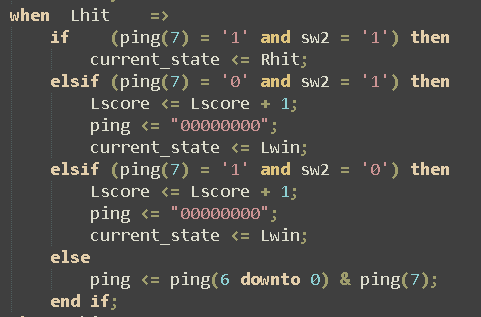 when  Lhit    =>
    if   (ping(7) = '1' and sw2 = '1') then
        current_state <= Rhit;
    elsif (ping(7) = '0' and sw2 = '1') then
        Lscore <= Lscore + 1;
        ping <= "00000000";
        current_state <= Lwin;
    elsif (ping(7) = '1' and sw2 = '0') then
        Lscore <= Lscore + 1;
        ping <= "00000000";
        current_state <= Lwin;
    else
        ping <= ping(6 downto 0) & ping(7);
    end if;